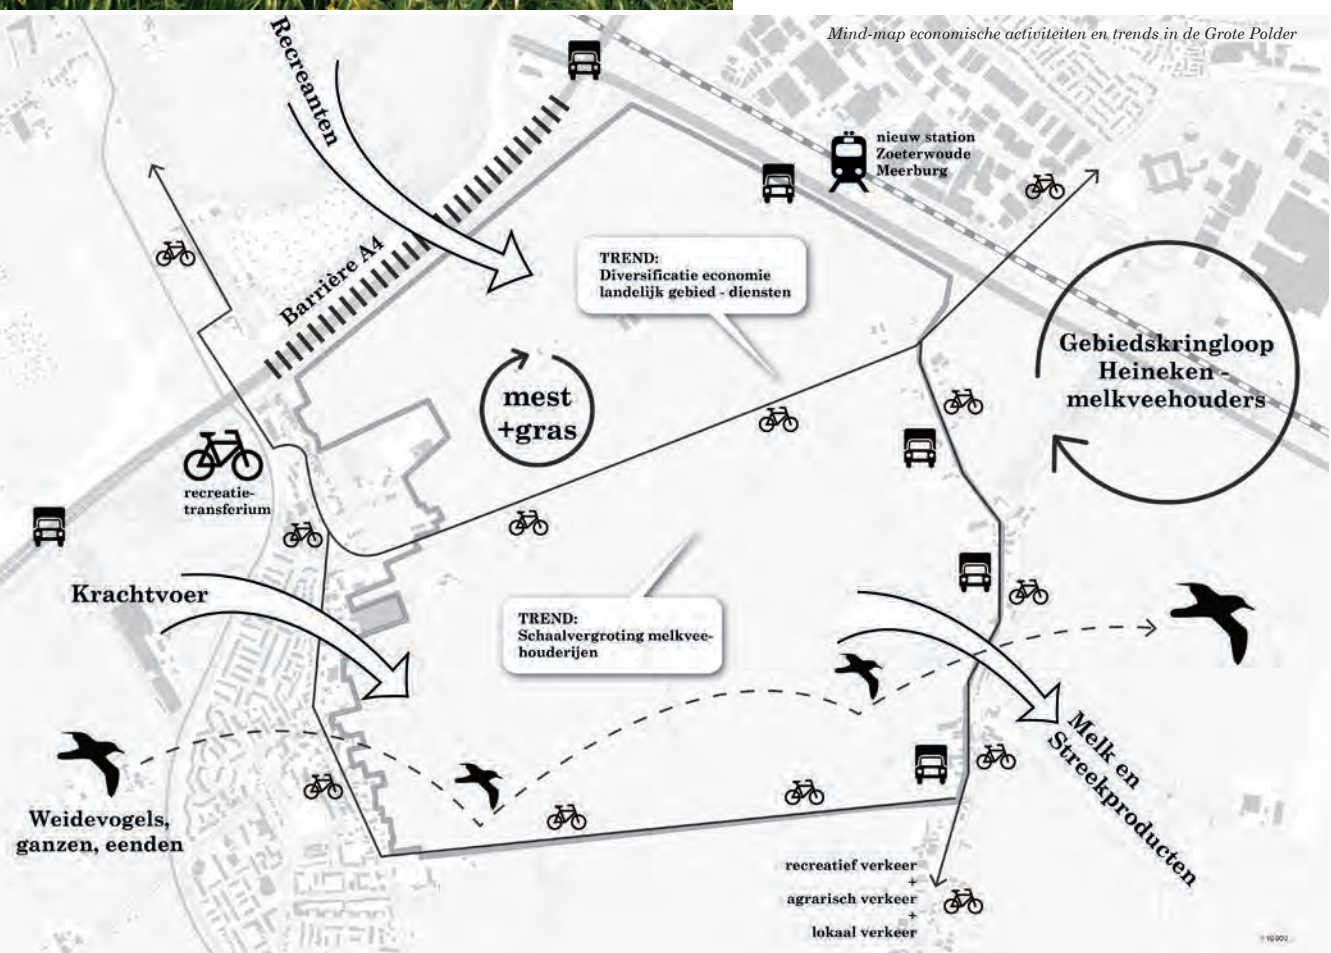 Mind-map economische activiteiten en trends in de Grote Polder
Recreanten
nieuw station
Zoeterwoude
Meerburg
Barrière A4
TREND:
Diversificatie economie
landelijk gebied - diensten
Gebiedskringloop
Heineken -
melkveehouders
mest
+gras
recreatie-
transferium
Krachtvoer
TREND:
Schaalvergroting melkvee-
houderijen
Melk en
Streekproducten
Weidevogels,
ganzen, eenden
recreatief verkeer
+
agrarisch verkeer
+
lokaal verkeer